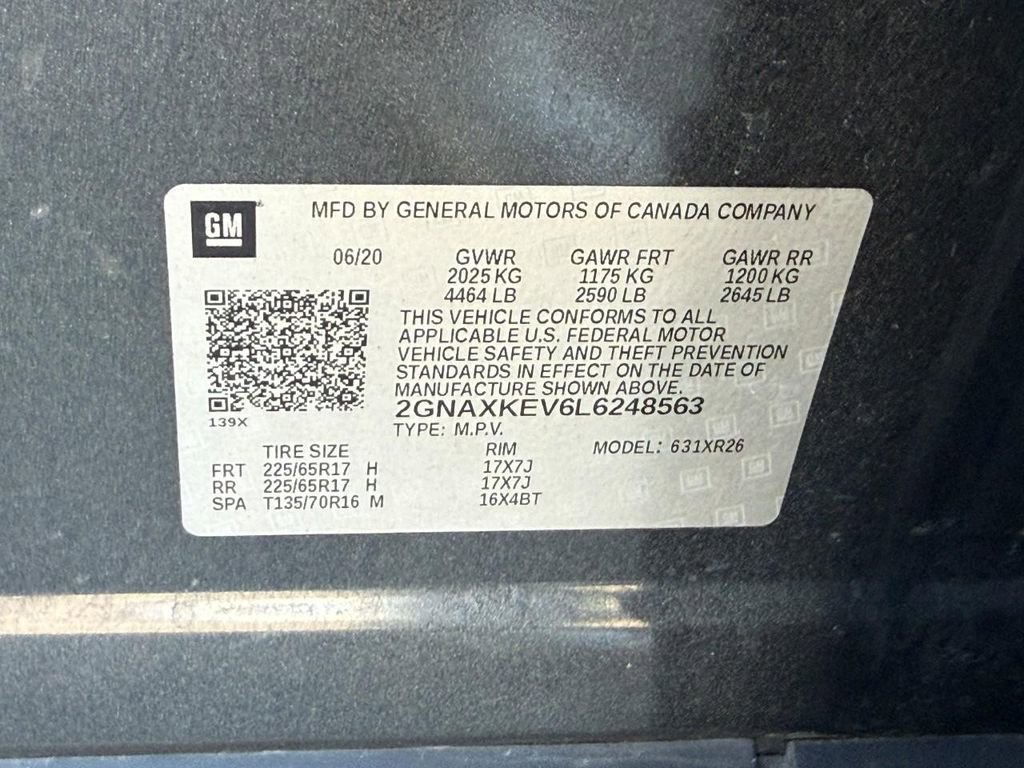 GM
MFD BY GENERAL MOTORS OF CANADA COMPANY
06/20 GVWR GAWR FRT GAWR RR
2025 KG 1175 KG 1200 KG
4464 LB 2590 LB 2645 LB
THIS VEHICLE CONFORMS TO ALL
APPLICABLE U.S. FEDERAL MOTOR
VEHICLE SAFETY AND THEFT PREVENTION
STANDARDS IN EFFECT ON THE DATE OF
MANUFACTURE SHOWN ABOVE.
2GNAXKEV6L6248563
139X
TYPE: M.P.V.
TIRE SIZE RIM MODEL: 631XR26
FRT 225/65R17 H 17X7J
RR 225/65R17 H 17X7J
SPA T135/70R16 M 16X4BT